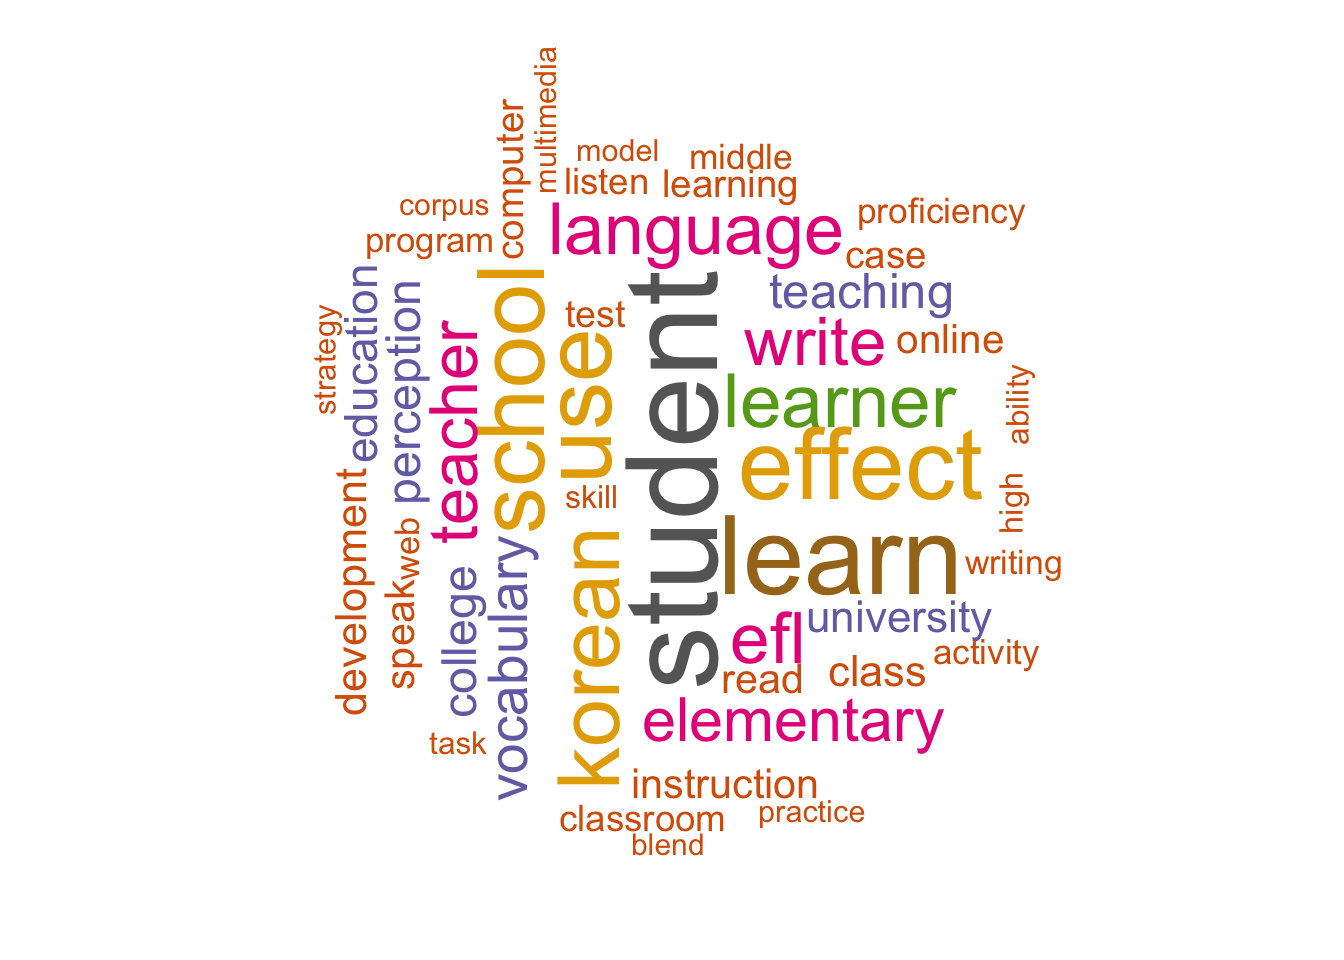 multimedia
computer
model
middle
listen
learning
corpus
program
language
proficiency
case
education
perception
school
test
student
teaching
strategy
teacher
use
write
online
learner
ability
effect
development
web
skill
high
speak
college
vocabulary
korean
learn
writing
efl
university
read
class
activity
task
elementary
instruction
classroom
practice
blend